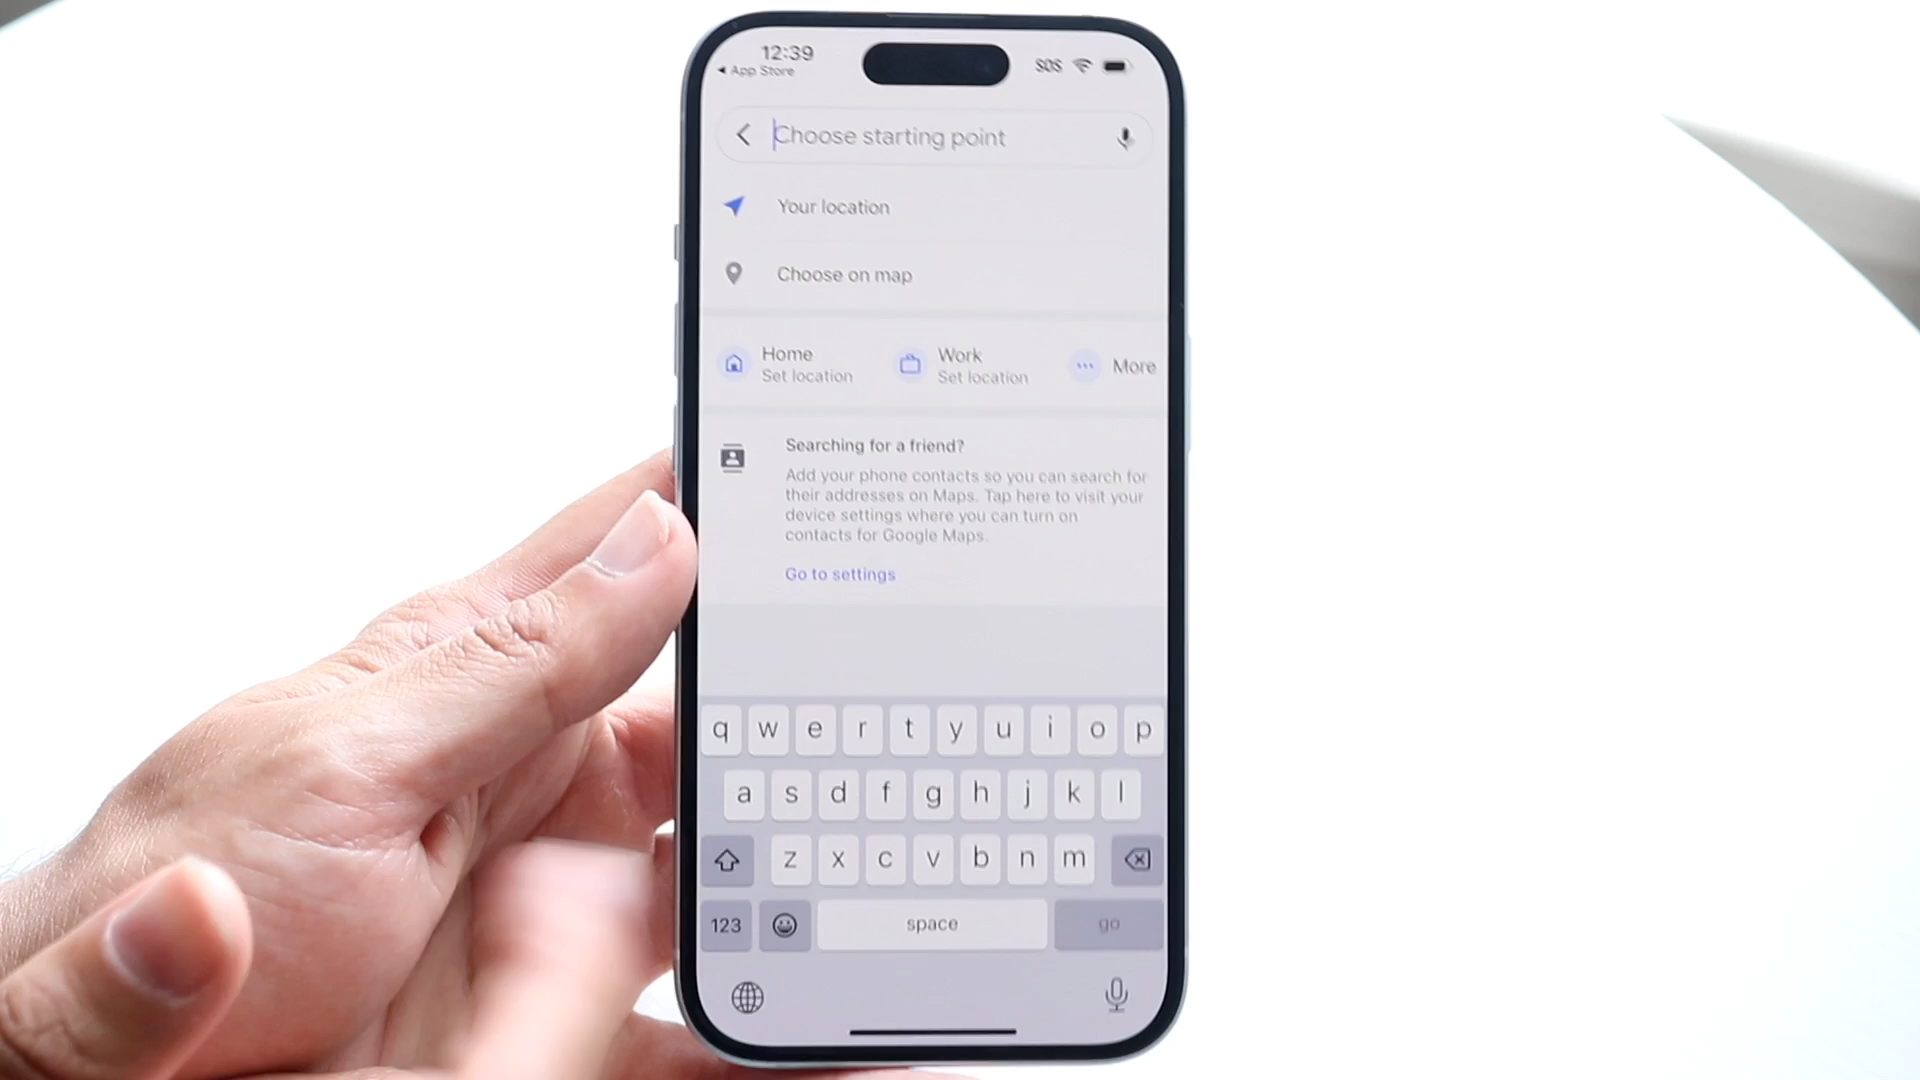 12:39
SOS
App Store
Choose starting point
Your location
Choose on map
Home
Set location
Work
Set location
More
Searching for a friend?
Add your phone contacts so you can search for
their addresses on Maps. Tap here to visit your
device settings where you can turn on
contacts for Google Maps.
Go to settings
q w e r t y u i o p
a s d f g h j k l
z x c v b n m
123 space go